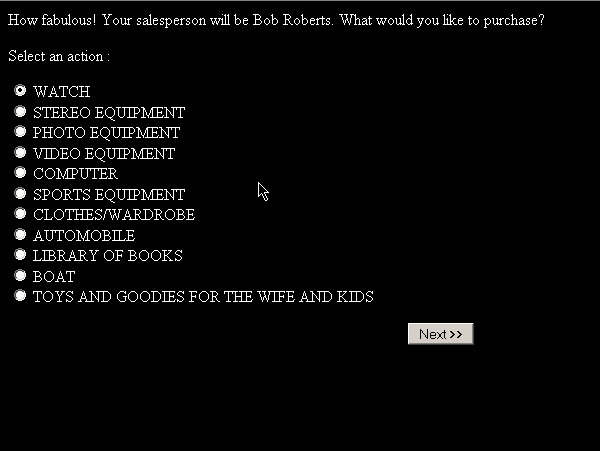 How fabulous! Your salesperson will be Bob Roberts. What would you like to purchase?
Select an action :
WATCH
STEREO EQUIPMENT
PHOTO EQUIPMENT
VIDEO EQUIPMENT
COMPUTER
SPORTS EQUIPMENT
CLOTHES/WARDROBE
AUTOMOBILE
LIBRARY OF BOOKS
BOAT
TOYS AND GOODIES FOR THE WIFE AND KIDS
Next >>